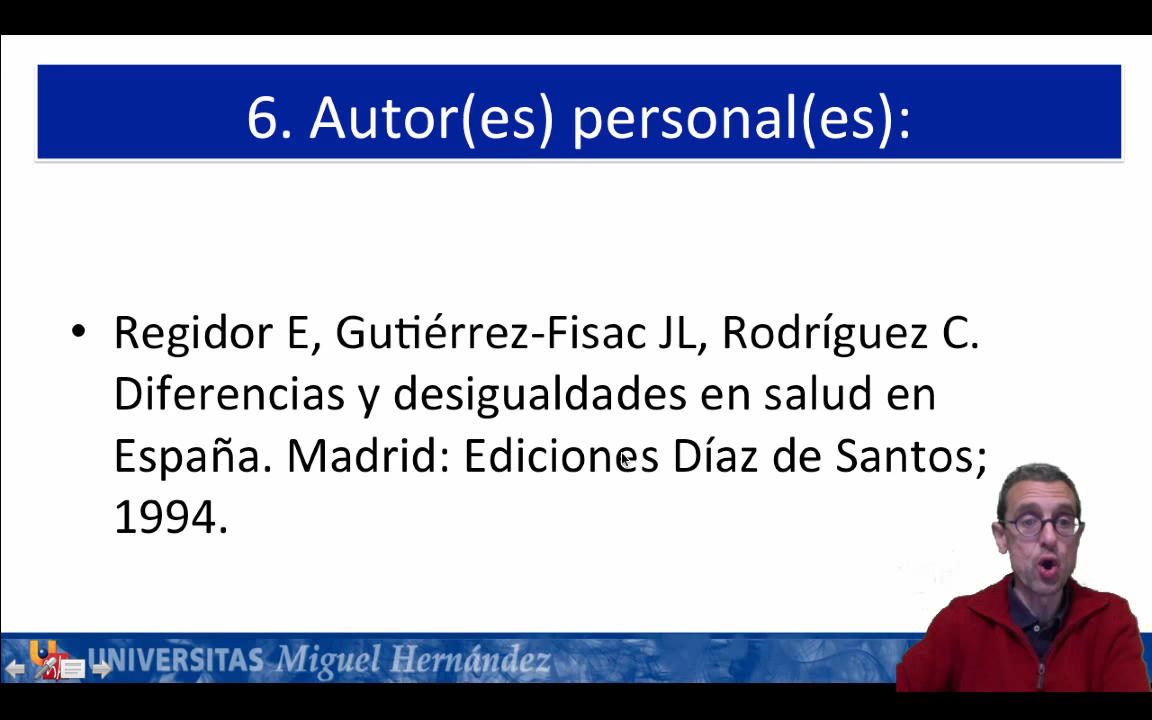 6. Autor(es) personal(es):
• Regidor E, Gutiérrez-Fisac JL, Rodríguez C.
Diferencias y desigualdades en salud en
España. Madrid: Ediciones Díaz de Santos;
1994.
UNIVERSITAS Miguel Hernández